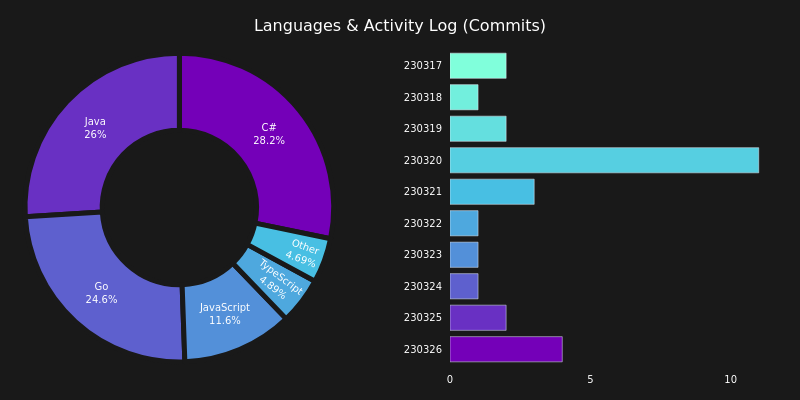 Languages & Activity Log (Commits)
Java
26%
C#
28.2%
Other
4.69%
TypeScript
4.89%
JavaScript
11.6%
Go
24.6%
230317
230318
230319
230320
230321
230322
230323
230324
230325
230326
0 5 10